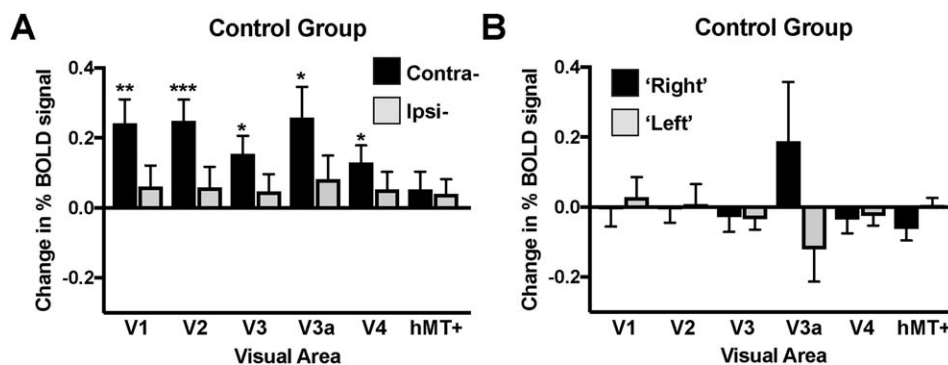 A
Control Group
Change in % BOLD signal
0.4
0.2
0.0
-0.2
**
***
*
*
*
Contra-
Ipsi-
V1 V2 V3 V3a V4 hMT+
Visual Area
B
Control Group
Change in % BOLD signal
0.4
0.2
0.0
-0.2
'Right'
'Left'
V1 V2 V3 V3a V4 hMT+
Visual Area